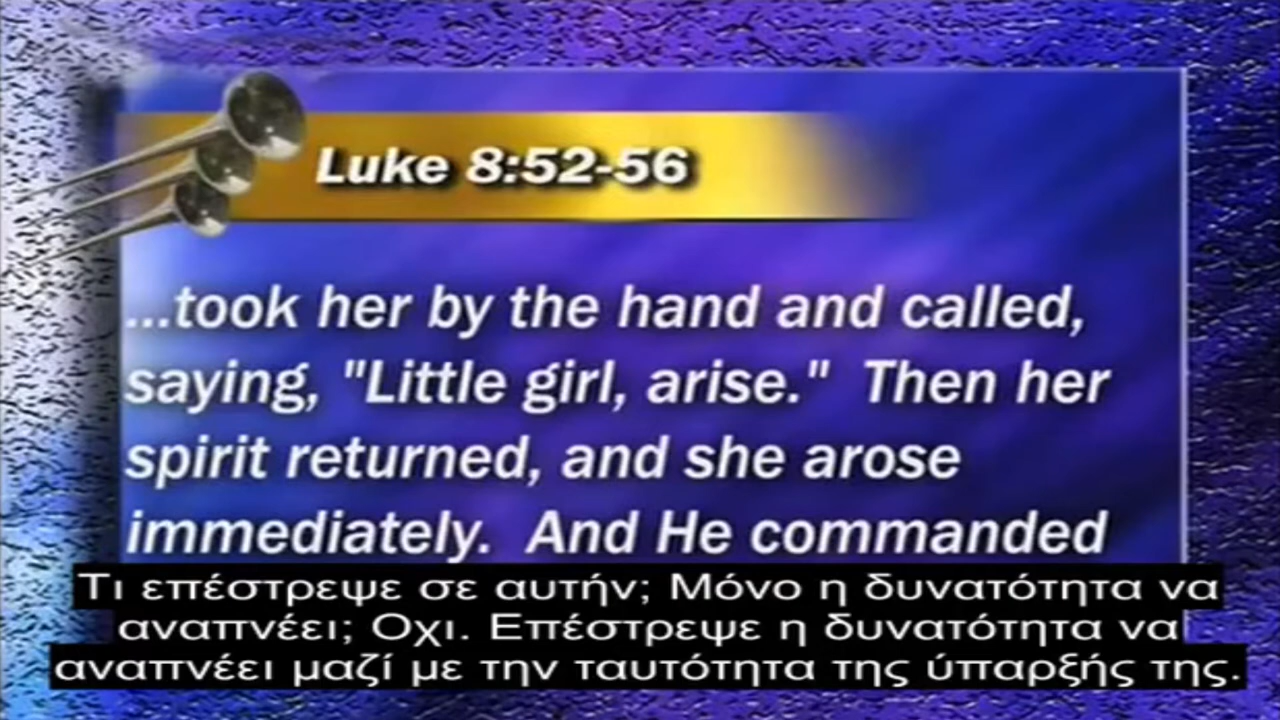 Luke 8:52-56
...took her by the hand and called,
saying, "Little girl, arise." Then her
spirit returned, and she arose
immediately. And He commanded
Τι επέστρεψε σε αυτήν; Μόνο η δυνατότητα να
αναπνέει; Οχι. Επέστρεψε η δυνατότητα να
αναπνέει μαζί με την ταυτότητα της ύπαρξής της.